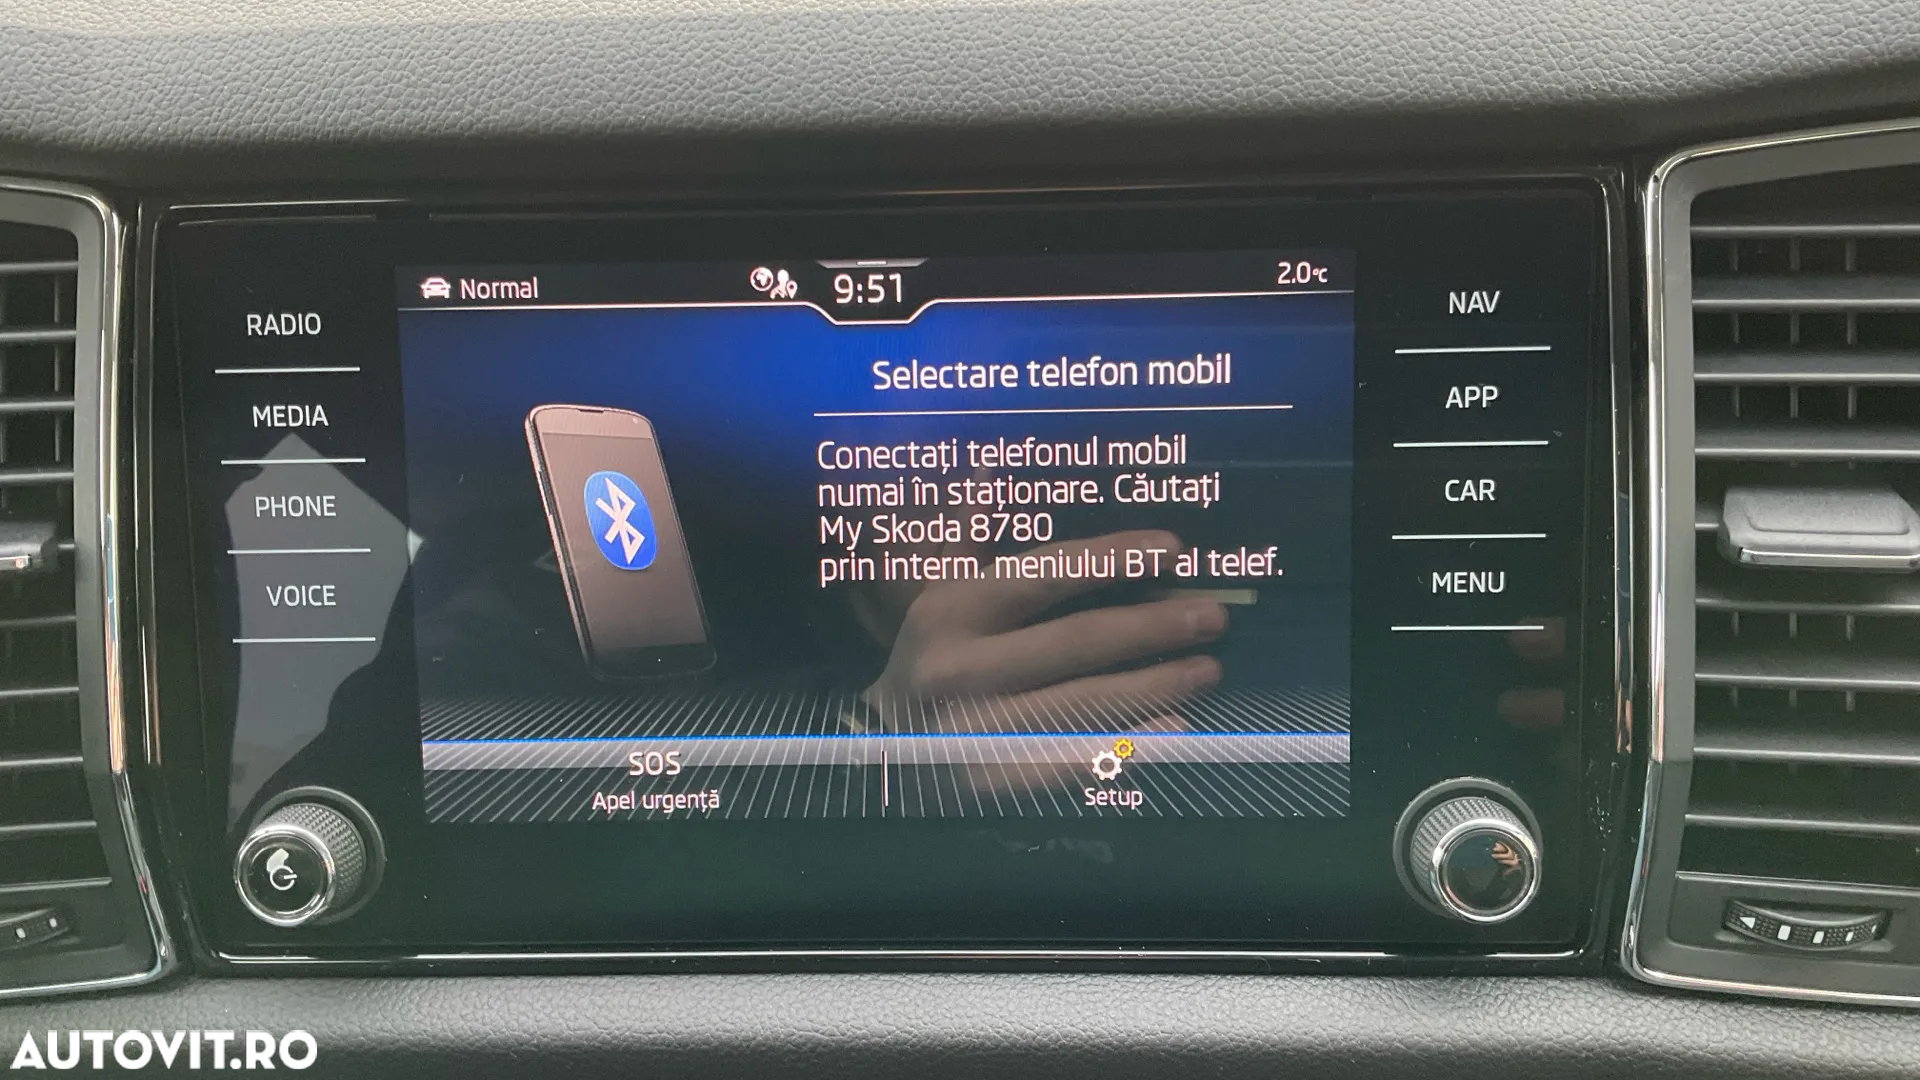 Normal
9:51
2.0°C
RADIO
MEDIA
PHONE
VOICE
Selectare telefon mobil
Conectați telefonul mobil
numai în staționare. Căutați
My Skoda 8780
prin interm. meniului BT al telef.
SOS
Apel urgență
Setup
NAV
APP
CAR
MENU
AUTOVIT.RO